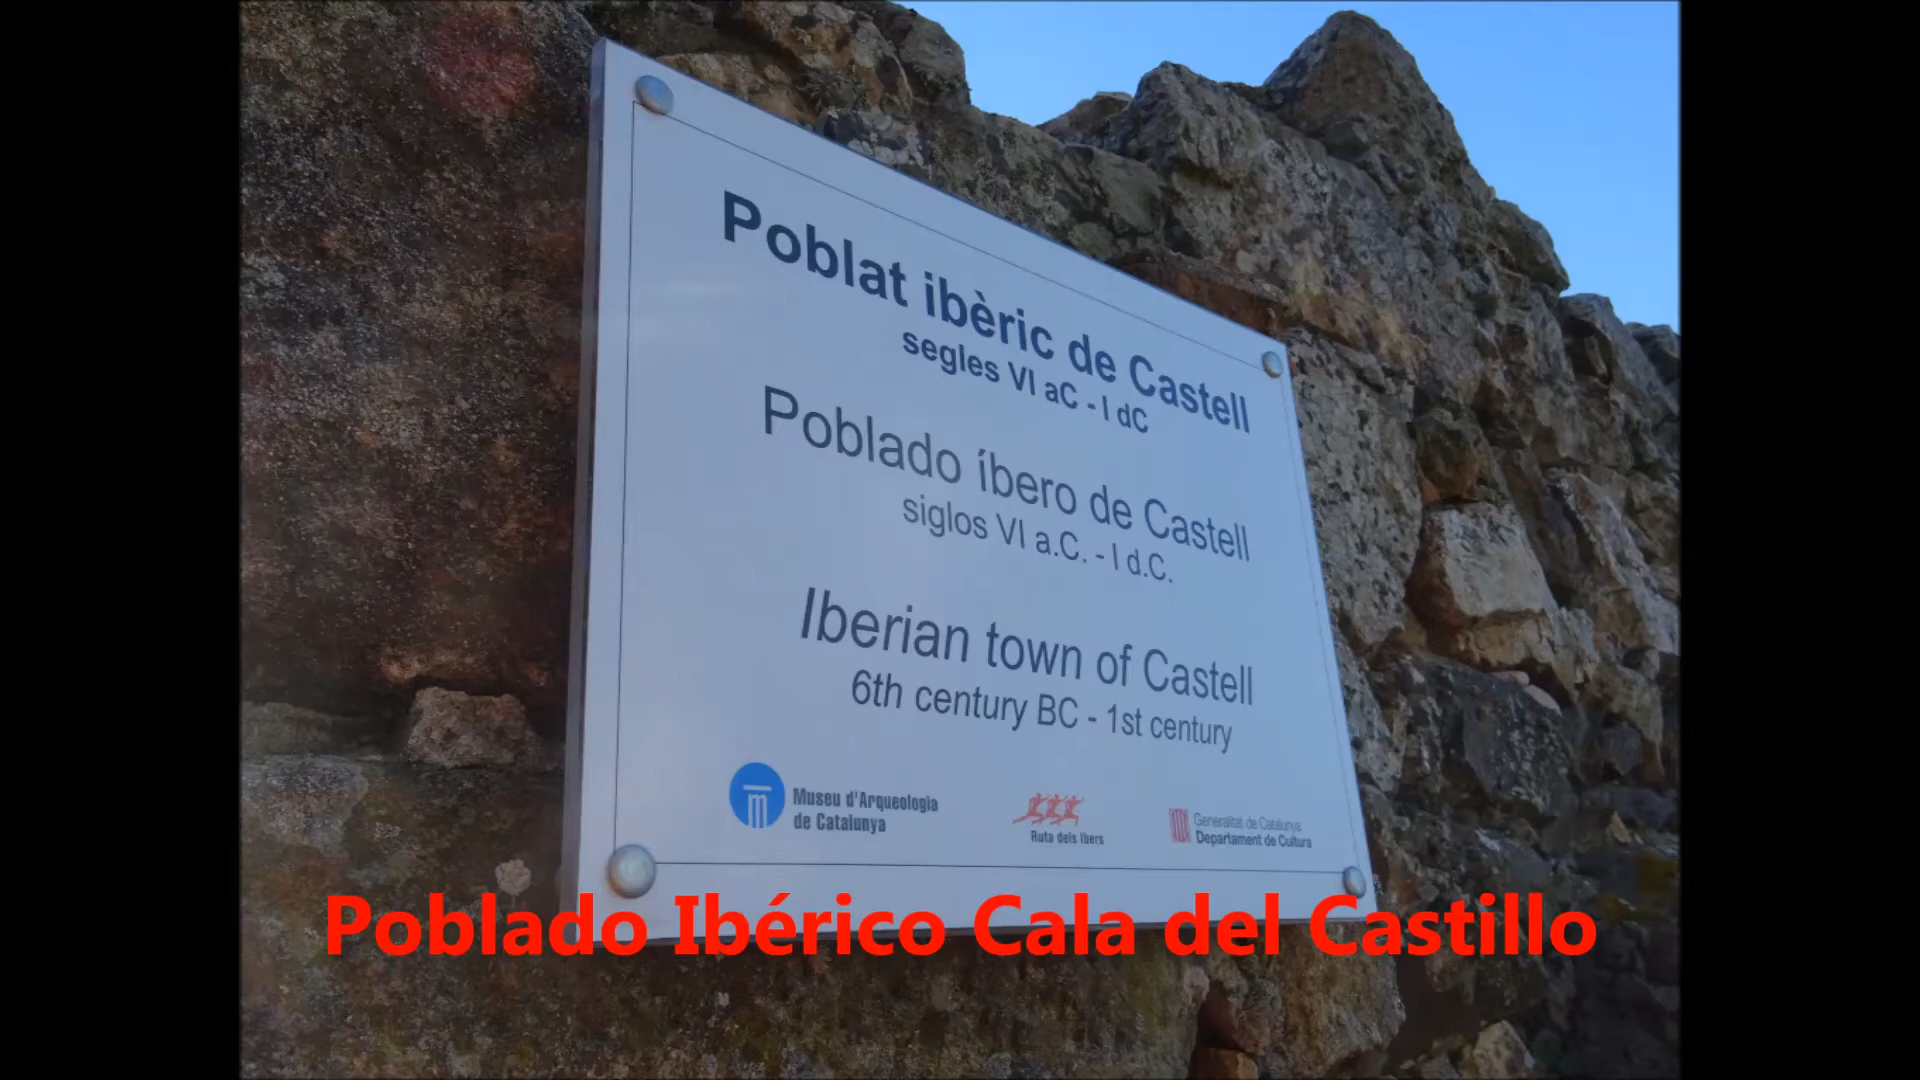 Poblat ibèric de Castell
segles VI aC - I dC
Poblado íbero de Castell
siglos VI a.C. - I d.C.
Iberian town of Castell
6th century BC - 1st century
Museu d'Arqueologia
de Catalunya
Ruta dels Ibers
Generalitat de Catalunya
Departament de Cultura
Poblado Ibérico Cala del Castillo